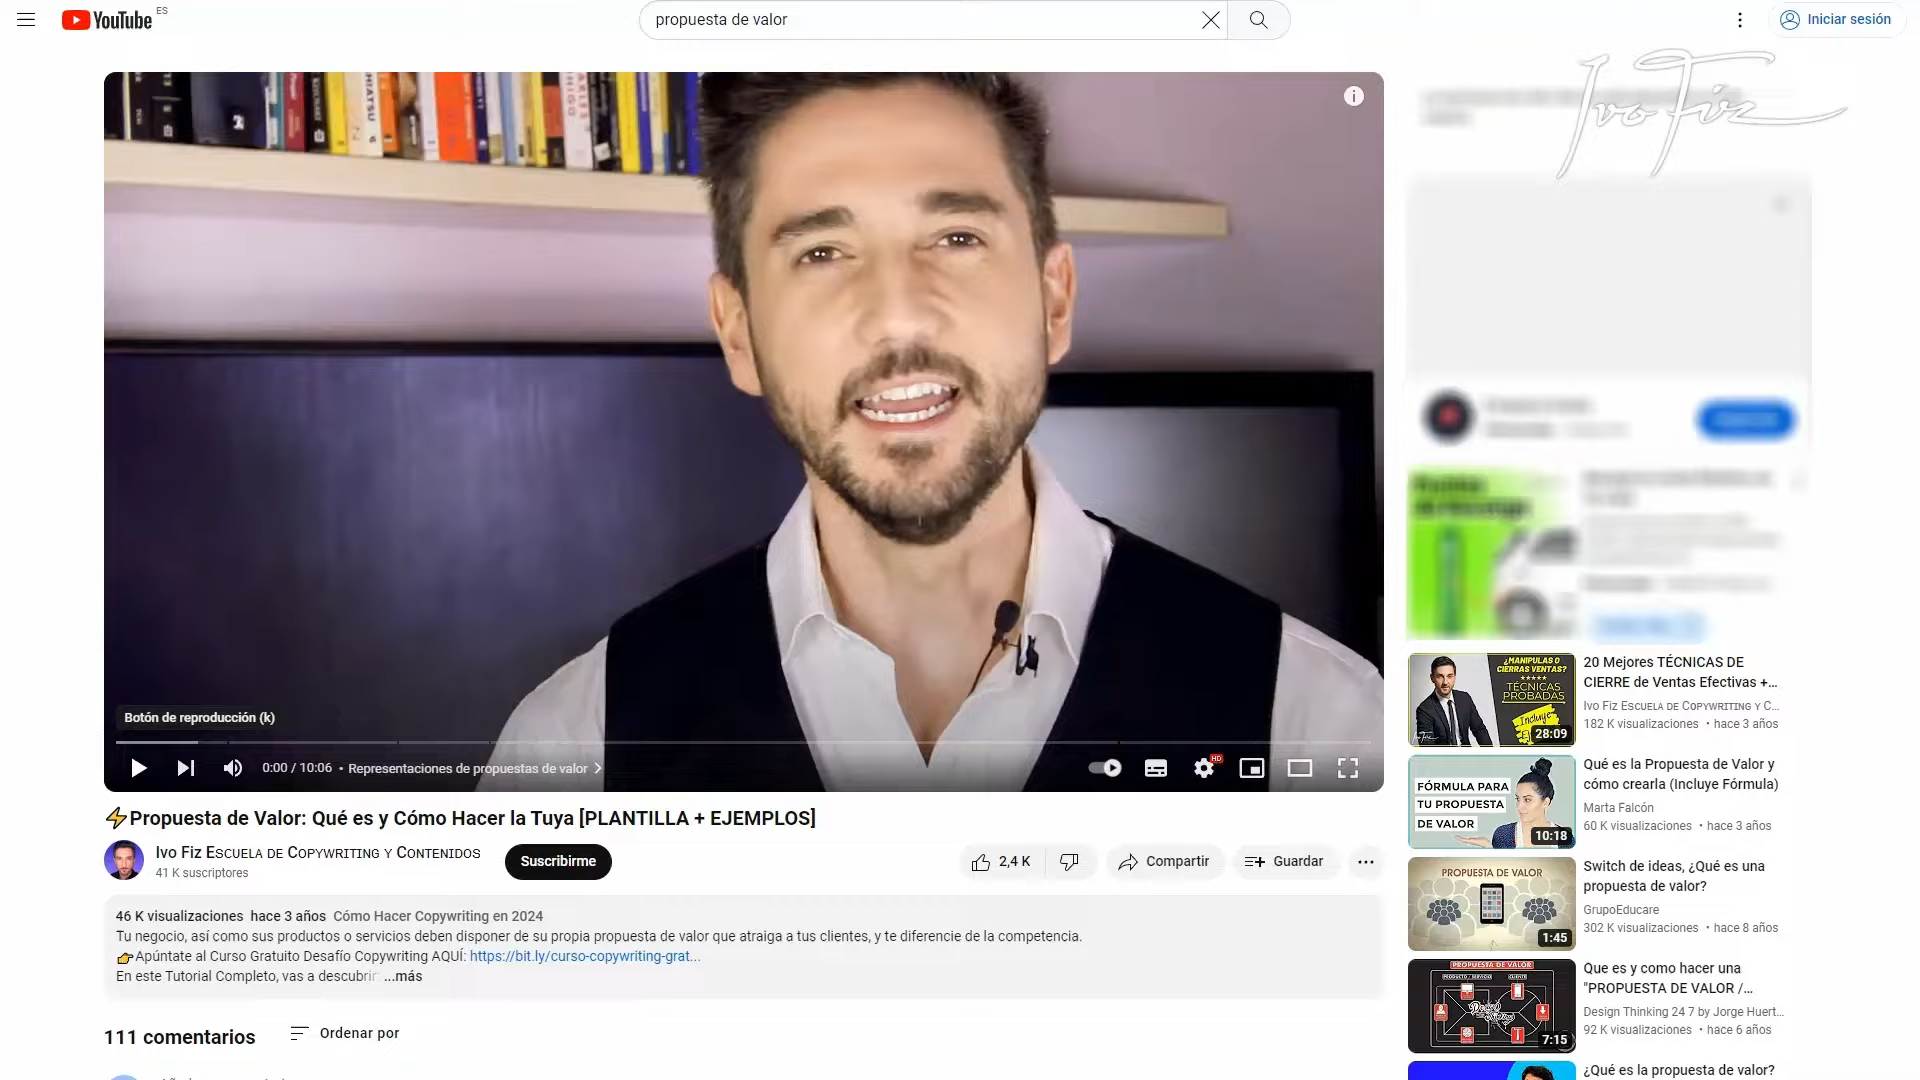 YouTube ES
propuesta de valor
Iniciar sesión
Ivo Fiz
Botón de reproducción (k)
0:00 / 10:06 • Representaciones de propuestas de valor
HD
⚡Propuesta de Valor: Qué es y Cómo Hacer la Tuya [PLANTILLA + EJEMPLOS]
Ivo Fiz Escuela de Copywriting y Contenidos
41 K suscriptores
Suscribirme
2,4 K
Compartir
Guardar
46 K visualizaciones hace 3 años Cómo Hacer Copywriting en 2024
Tu negocio, así como sus productos o servicios deben disponer de su propia propuesta de valor que atraiga a tus clientes, y te diferencie de la competencia.
👉Apúntate al Curso Gratuito Desafío Copywriting AQUÍ: https://bit.ly/curso-copywriting-grat...
En este Tutorial Completo, vas a descubrir ...más
111 comentarios
Ordenar por
¿MANIPULAS O
CIERRAS VENTAS?
TÉCNICAS
PROBADAS
Incluye
28:09
20 Mejores TÉCNICAS DE
CIERRE de Ventas Efectivas +...
Ivo Fiz Escuela de Copywriting y C...
182 K visualizaciones • hace 3 años
FÓRMULA PARA
TU PROPUESTA
DE VALOR
10:18
Qué es la Propuesta de Valor y
cómo crearla (Incluye Fórmula)
Marta Falcón
60 K visualizaciones • hace 3 años
PROPUESTA DE VALOR
1:45
Switch de ideas, ¿Qué es una
propuesta de valor?
GrupoEducare
302 K visualizaciones • hace 8 años
PROPUESTA DE VALOR
PRODUCTO / SERVICIO
CLIENTE
Design
Thinking
7:15
Que es y como hacer una
"PROPUESTA DE VALOR /...
Design Thinking 24 7 by Jorge Huert...
92 K visualizaciones • hace 6 años
¿Qué es la propuesta de valor?